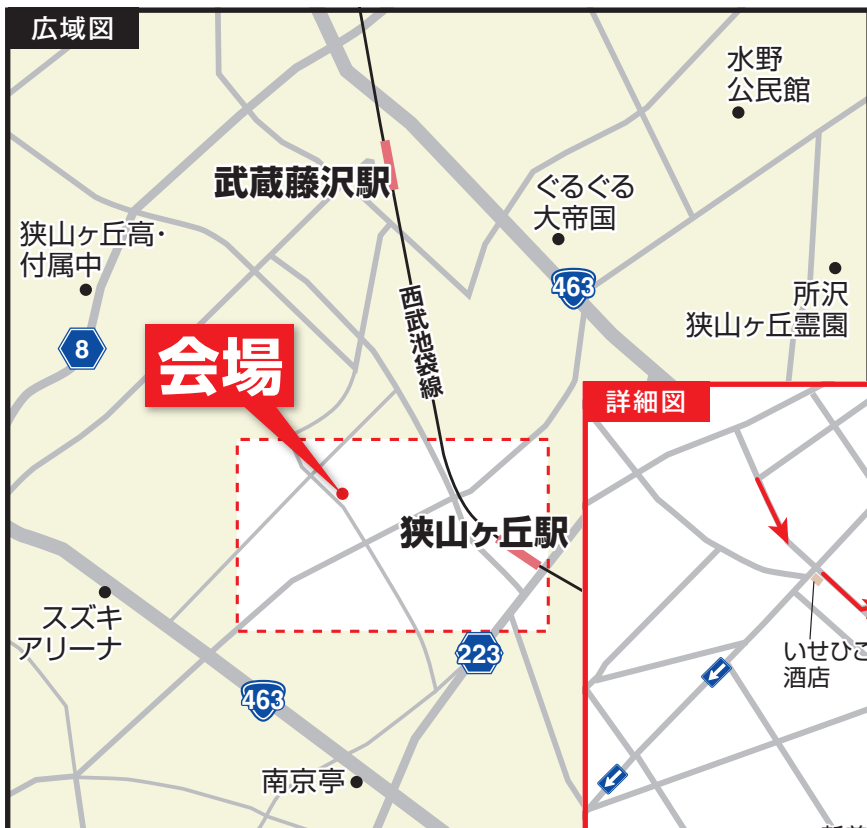 広域図
水野
公民館
武蔵藤沢駅
ぐるぐる
大帝国
狭山ヶ丘高・
付属中
463
所沢
狭山ヶ丘霊園
西武池袋線
8
会場
詳細図
狭山ヶ丘駅
スズキ
アリーナ
223
いせひこ
酒店
463
南京亭